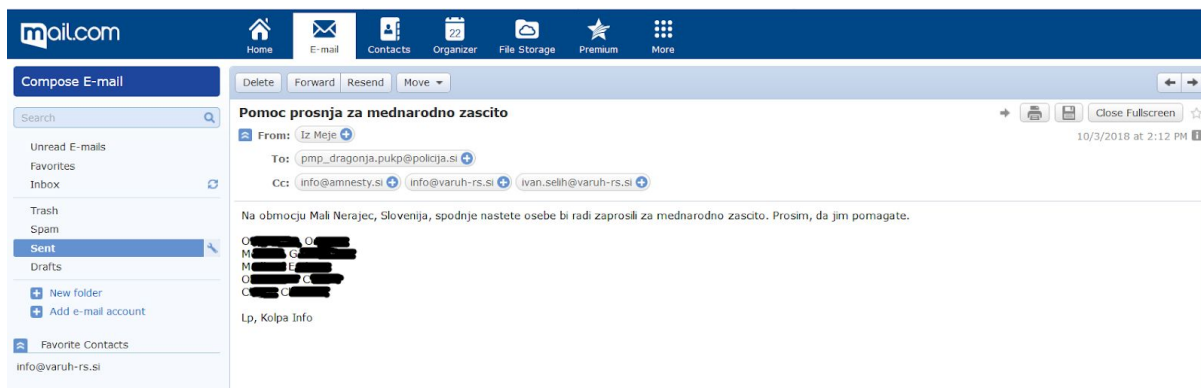 mail.com
Home
E-mail
Contacts
22
Organizer
File Storage
Premium
More
Compose E-mail
Search
Unread E-mails
Favorites
Inbox
Trash
Spam
Sent
Drafts
New folder
Add e-mail account
Favorite Contacts
info@varuh-rs.si
Delete Forward Resend Move
Pomoc prosnja za mednarodno zascito
Close Fullscreen
From: Iz Meje
10/3/2018 at 2:12 PM
To: pmp_dragonja.pukp@policija.si
Cc: info@amnesty.si info@varuh-rs.si ivan.selih@varuh-rs.si
Na obmocju Mali Nerajec, Slovenija, spodnje nastete osebe bi radi zaprosili za mednarodno zascito. Prosim, da jim pomagate.
O O
M G
M E
O C
C C
Lp, Kolpa Info